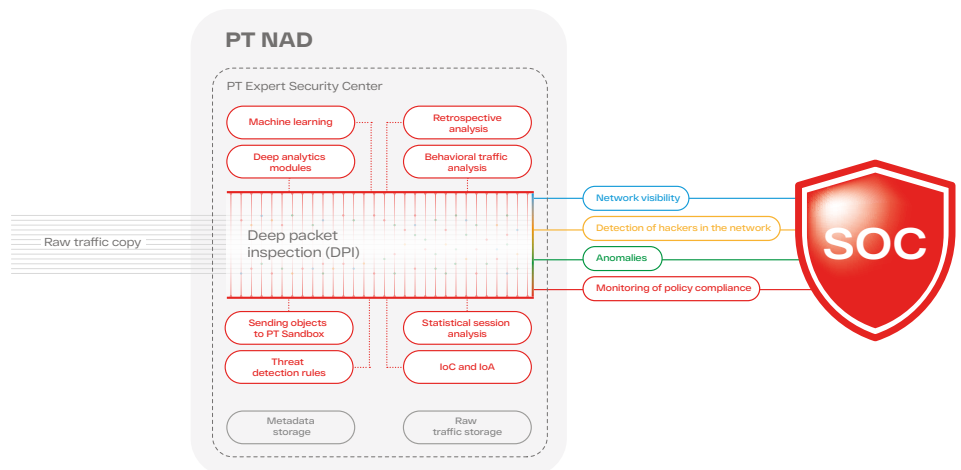 PT NAD
PT Expert Security Center
Machine learning
Retrospective
analysis
Deep analytics
modules
Behavioral traffic
analysis
Raw traffic copy
Deep packet
inspection (DPI)
Network visibility
Detection of hackers in the network
Anomalies
Monitoring of policy compliance
SOC
Sending objects
to PT Sandbox
Statistical session
analysis
Threat
detection rules
IoC and IoA
Metadata
storage
Raw
traffic storage